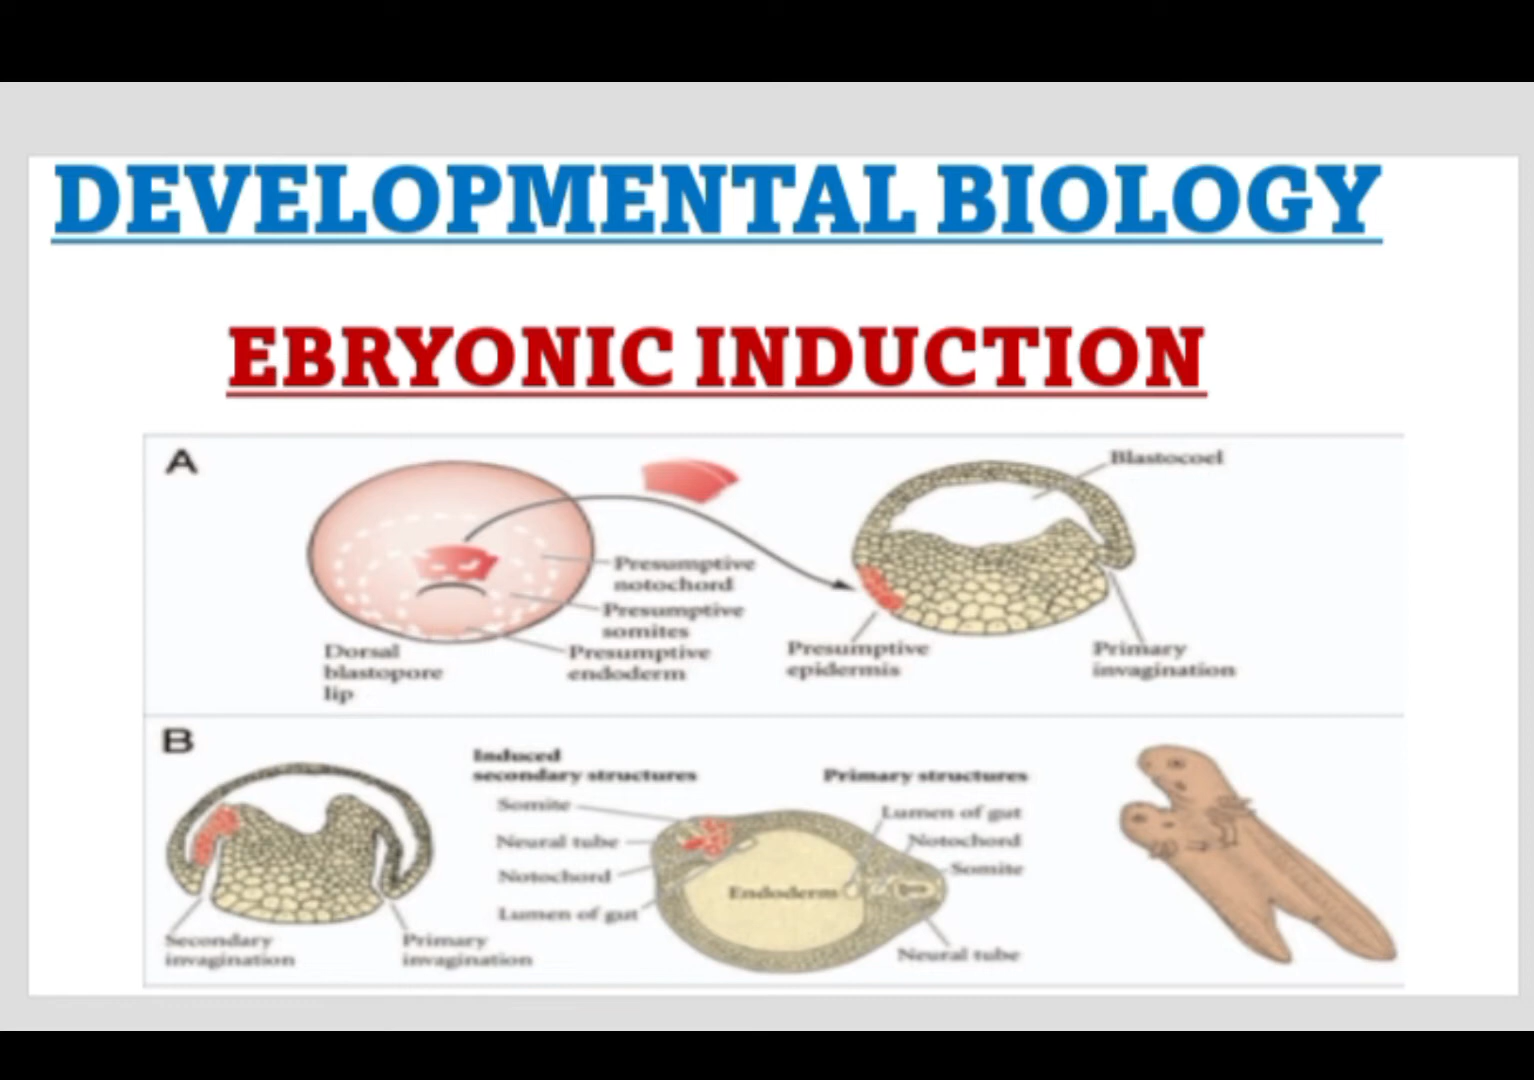 DEVELOPMENTAL BIOLOGY
EBRYONIC INDUCTION
A
Blastocoel
Presumptive
notochord
Presumptive
somites
Presumptive
endoderm
Dorsal
blastopore
lip
Presumptive
epidermis
Primary
invagination
B
Induced
secondary structures
Primary structures
Somite
Neural tube
Notochord
Lumen of gut
Endoderm
Lumen of gut
Notochord
Somite
Neural tube
Secondary
invagination
Primary
invagination